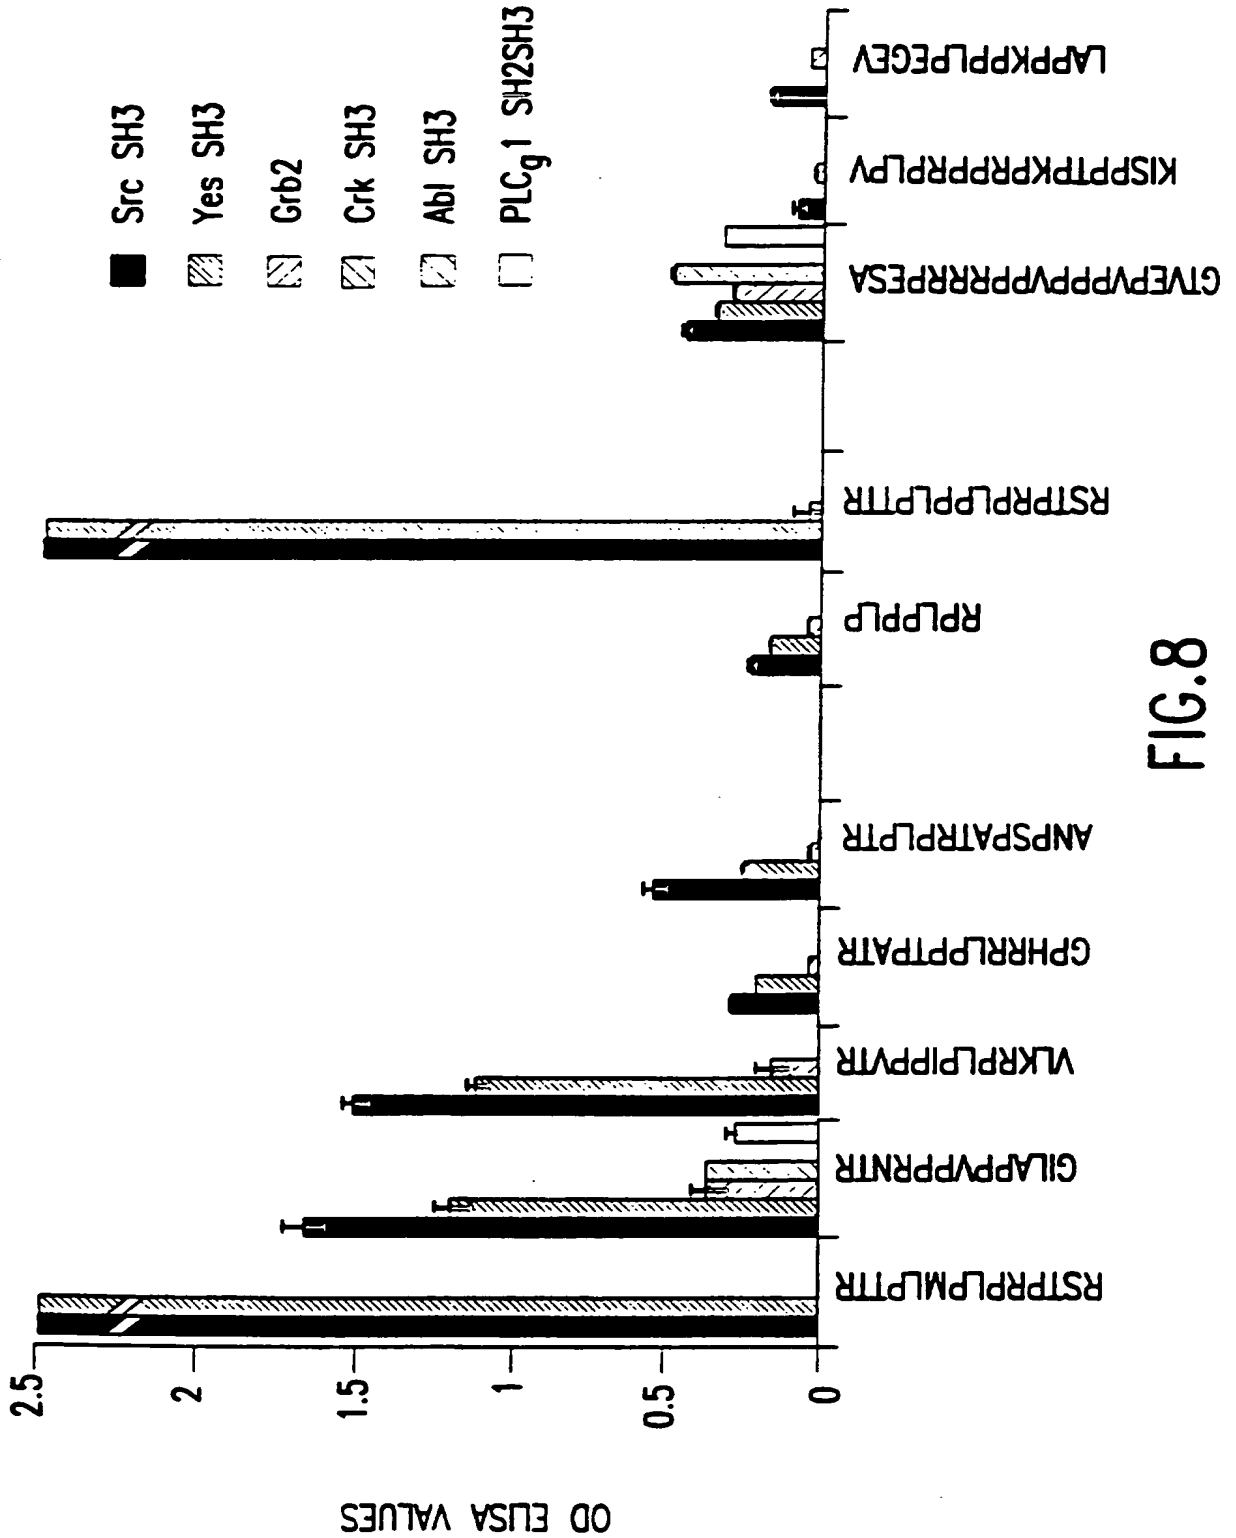 Src SH3
Yes SH3
Grb2
Crk SH3
Abl SH3
PLCg1 SH2SH3
OD ELISA VALUES
2.5
2
1.5
1
0.5
0
RSTPRPLPMLPTTR
GILAPPVPPRNTR
VLKRPLPIPPVTR
GPHRRLPPTPATR
ANPSPATRPLPTR
RPLPPLP
RSTPRPLPPLPTTR
GTVEPVPPPVPPRRRPESA
KISPPTPKPRPPRPLPV
LAPPKPPLPEGEV
FIG.8